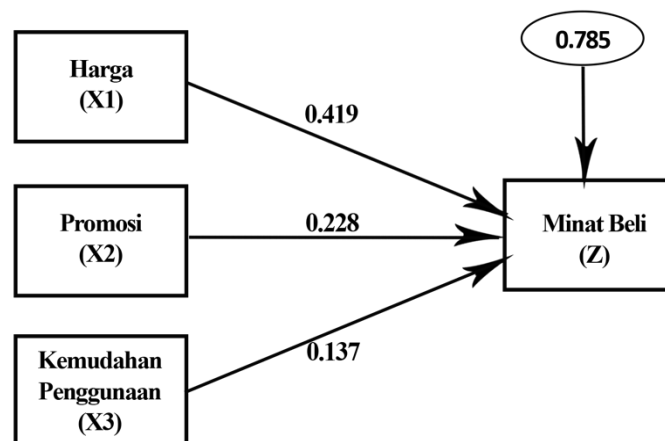 0.785
Harga
(X1)
0.419
Promosi
(X2)
0.228
Minat Beli
(Z)
Kemudahan
Penggunaan
(X3)
0.137